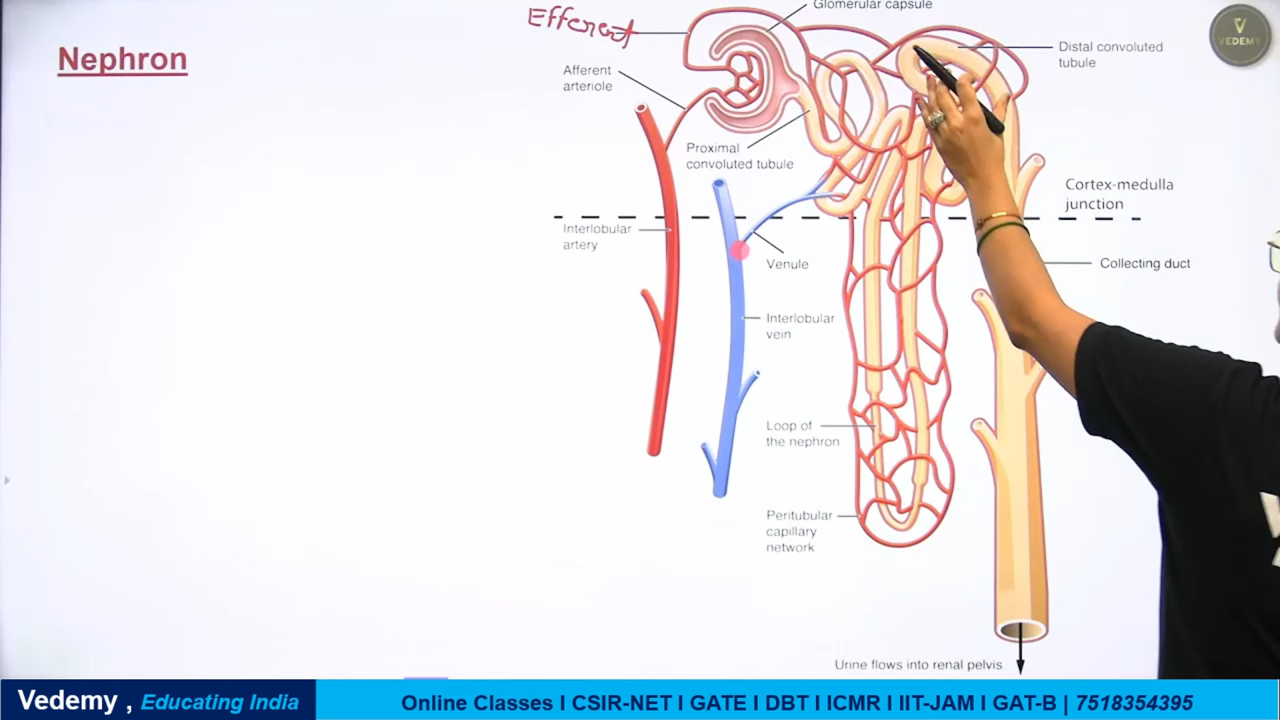 Efferent
Glomerular capsule
VEDEMY
Nephron
Distal convoluted
tubule
Afferent
arteriole
Proximal
convoluted tubule
Cortex-medulla
junction
Interlobular
artery
Venule
Collecting duct
Interlobular
vein
Loop of
the nephron
Peritubular
capillary
network
Urine flows into renal pelvis
Vedemy , Educating India
Online Classes I CSIR-NET I GATE I DBT I ICMR I IIT-JAM I GAT-B | 7518354395